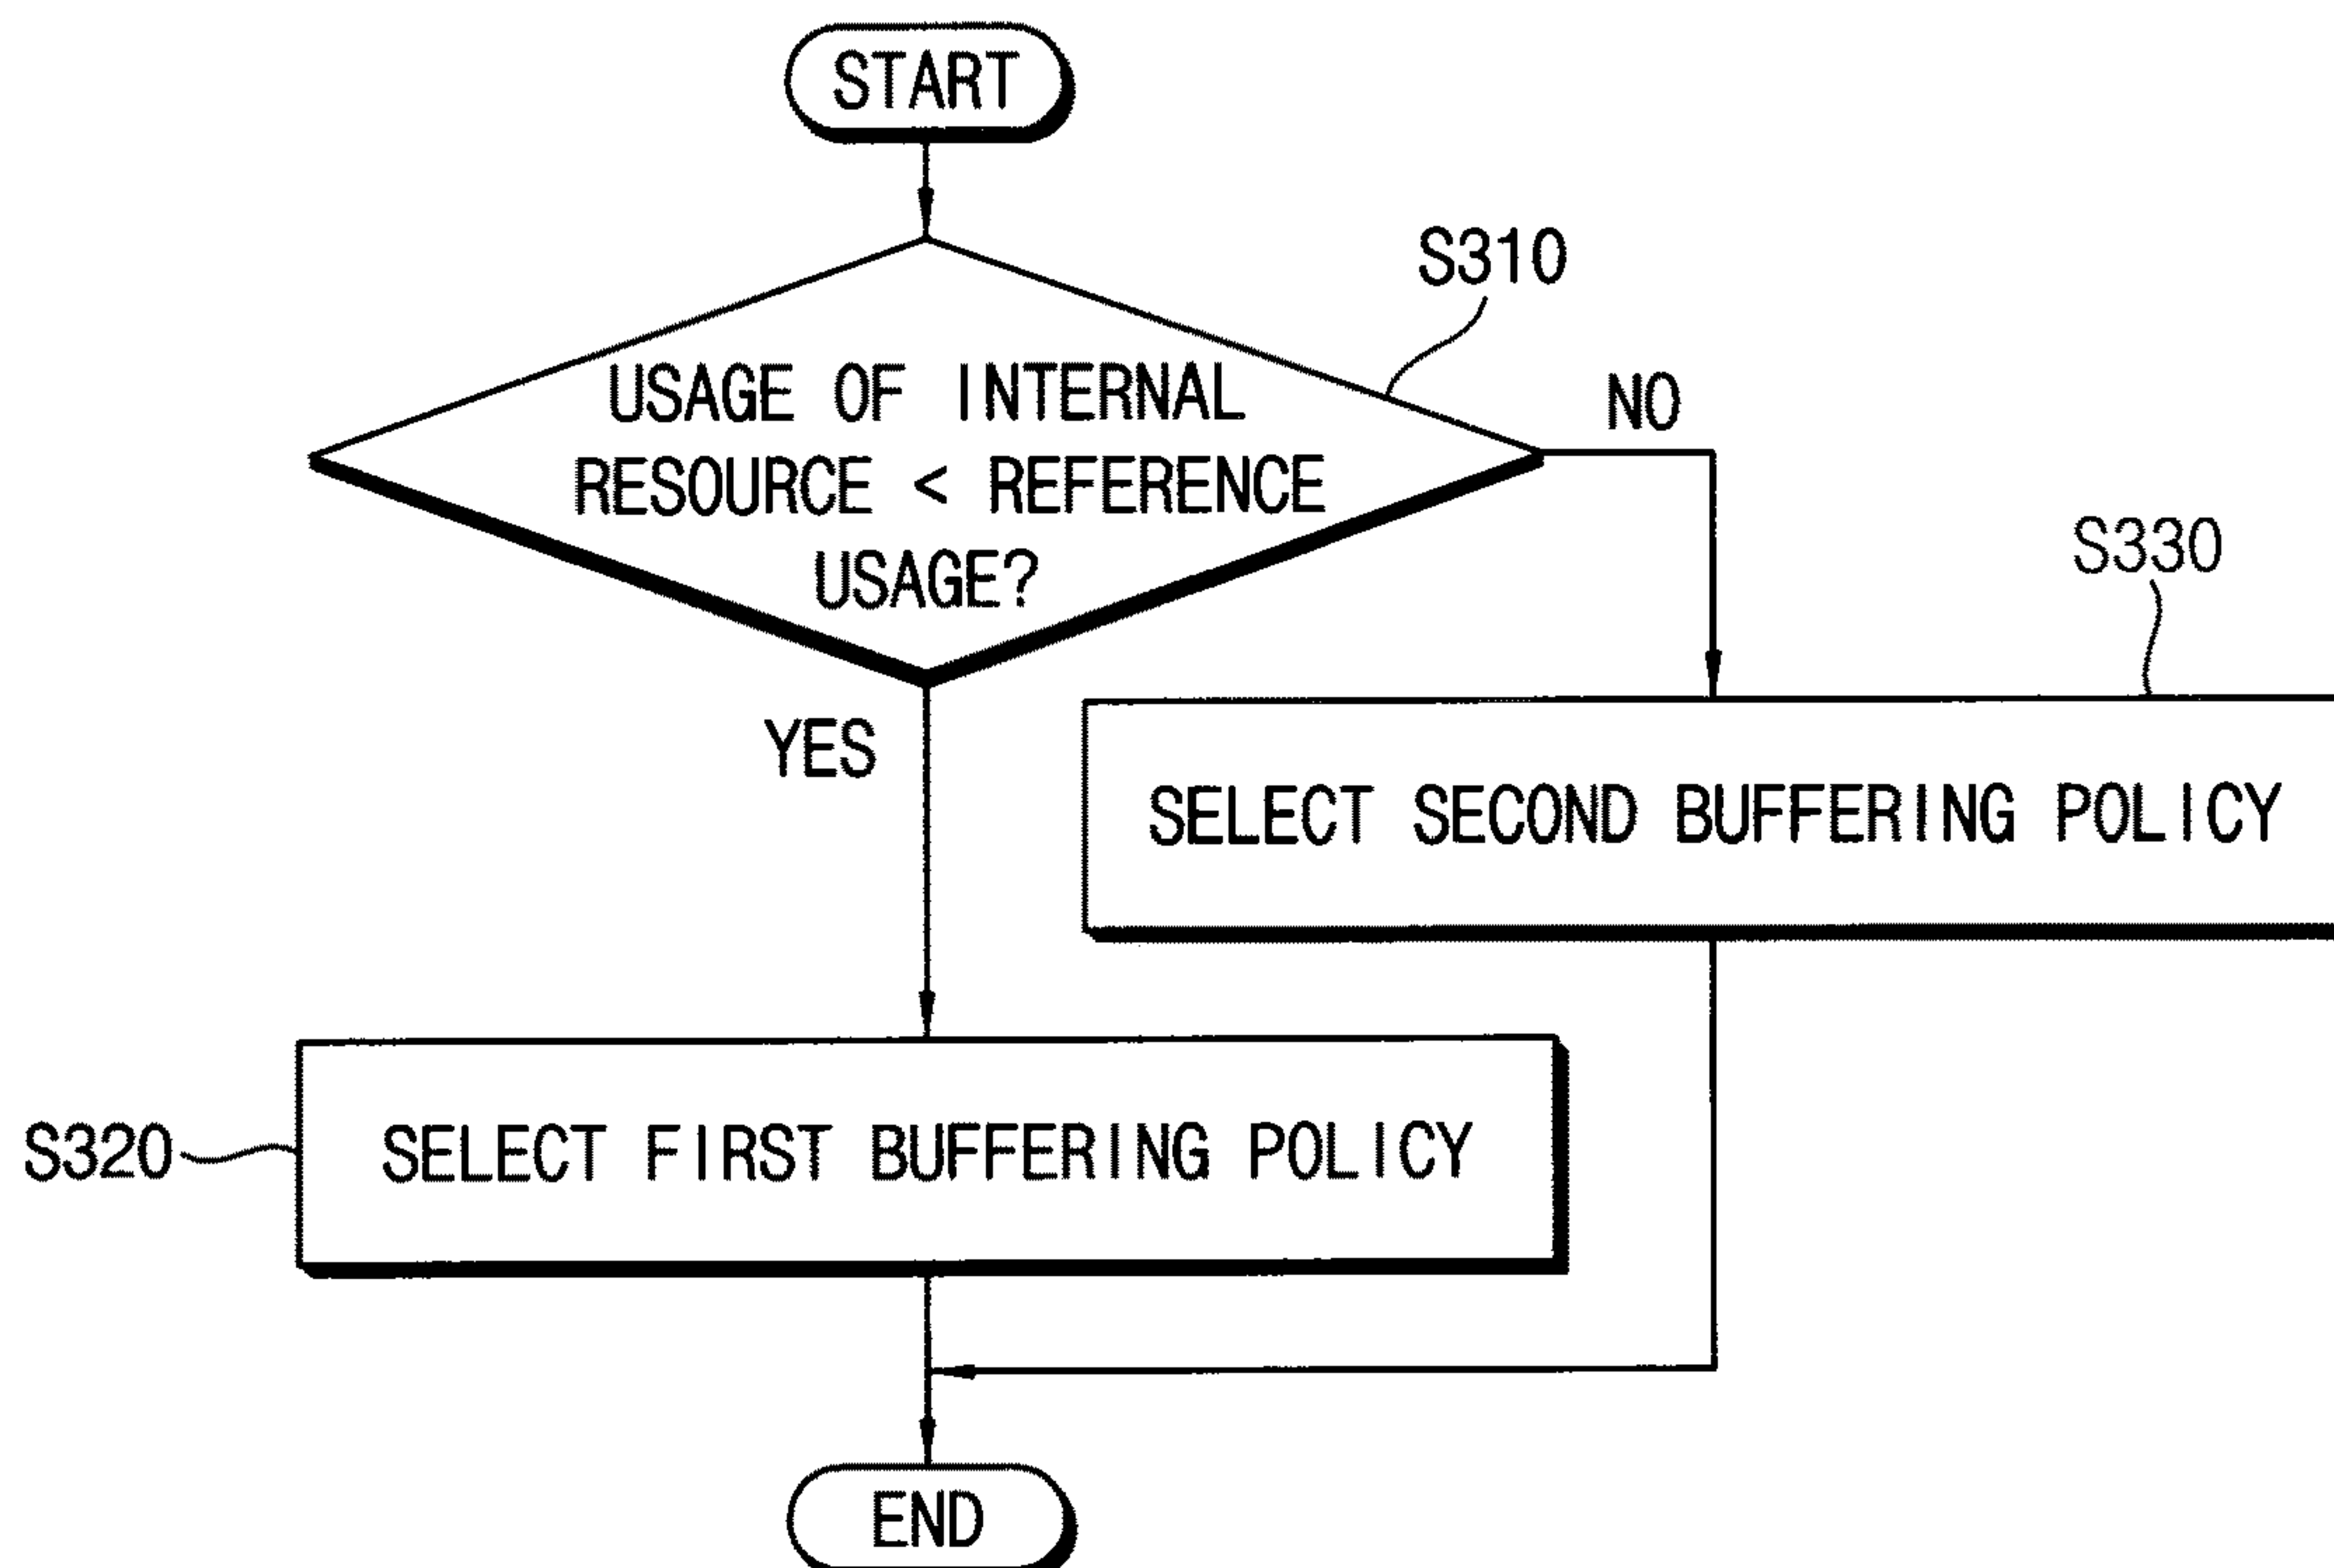 START
S310
USAGE OF INTERNAL
RESOURCE < REFERENCE
USAGE?
NO
S330
YES
SELECT SECOND BUFFERING POLICY
S320
SELECT FIRST BUFFERING POLICY
END